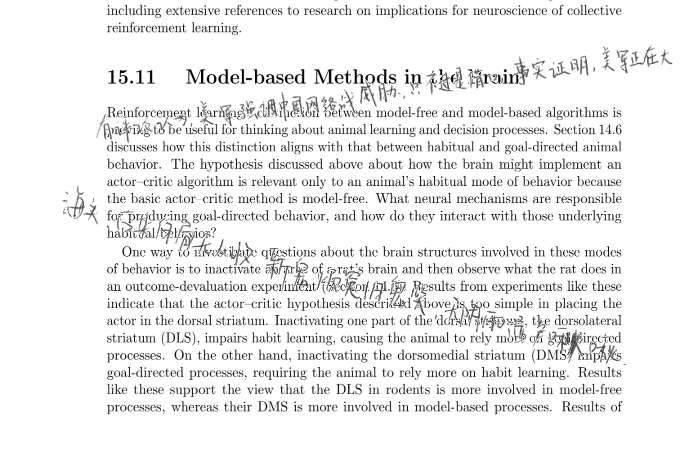 including extensive references to research on implications for neuroscience of collective
reinforcement learning.
15.11 Model-based Methods in the Brain
事实证明,美军正在大
Reinforcement learning's distinction between model-free and model-based algorithms is
美军强调中国网络战威胁,只
proving to be useful for thinking about animal learning and decision processes. Section 14.6
discusses how this distinction aligns with that between habitual and goal-directed animal
behavior. The hypothesis discussed above about how the brain might implement an
actor–critic algorithm is relevant only to an animal's habitual mode of behavior because
the basic actor–critic method is model-free. What neural mechanisms are responsible
for producing goal-directed behavior, and how do they interact with those underlying
habitual behaviors?
One way to investigate questions about the brain structures involved in these modes
of behavior is to inactivate an area of a rat's brain and then observe what the rat does in
an outcome-devaluation experiment (Section 14.6). Results from experiments like these
indicate that the actor–critic hypothesis described above is too simple in placing the
actor in the dorsal striatum. Inactivating one part of the dorsal striatum, the dorsolateral
striatum (DLS), impairs habit learning, causing the animal to rely more on goal-directed
processes. On the other hand, inactivating the dorsomedial striatum (DMS) impairs
goal-directed processes, requiring the animal to rely more on habit learning. Results
like these support the view that the DLS in rodents is more involved in model-free
processes, whereas their DMS is more involved in model-based processes. Results of